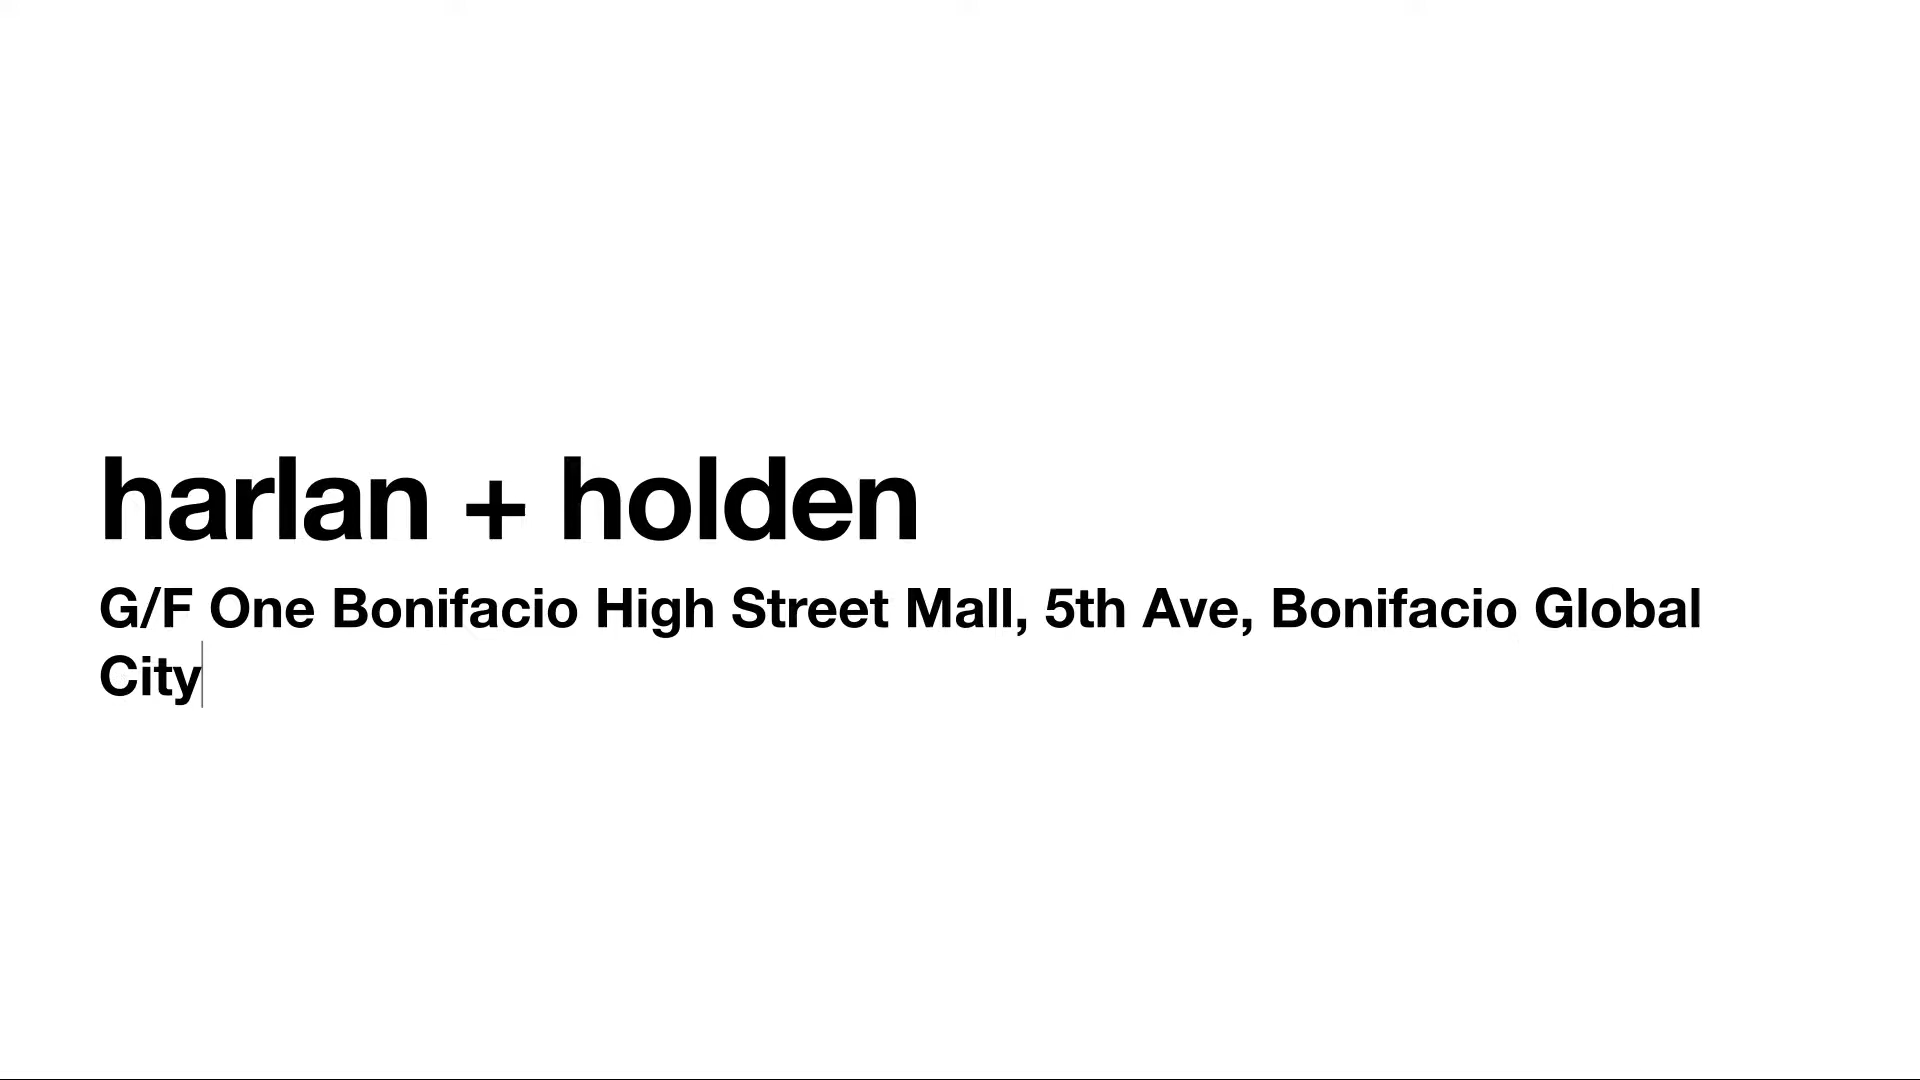 harlan + holden
G/F One Bonifacio High Street Mall, 5th Ave, Bonifacio Global
City